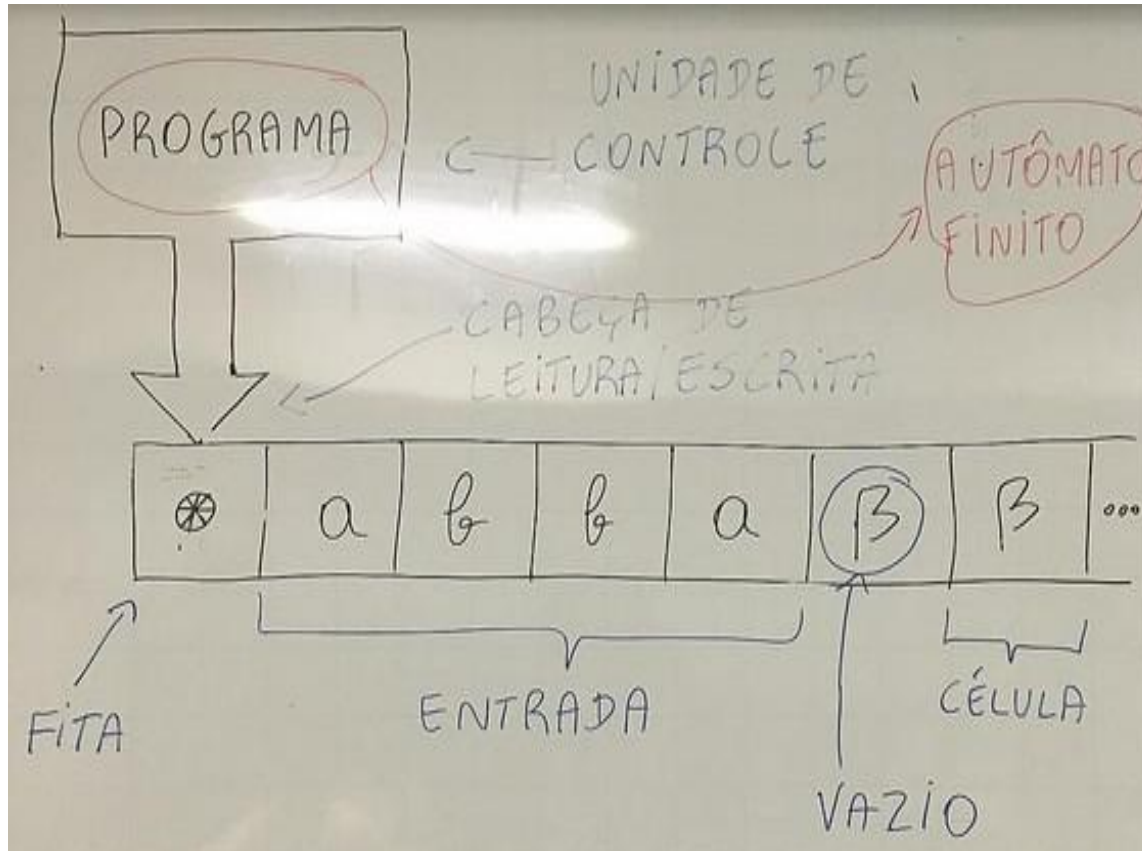 PROGRAMA
UNIDADE DE
CONTROLE
AUTÔMATO
FINITO
CABEÇA DE
LEITURA/ESCRITA
⊛ a b b a β β ...
FITA
ENTRADA
CÉLULA
VAZIO